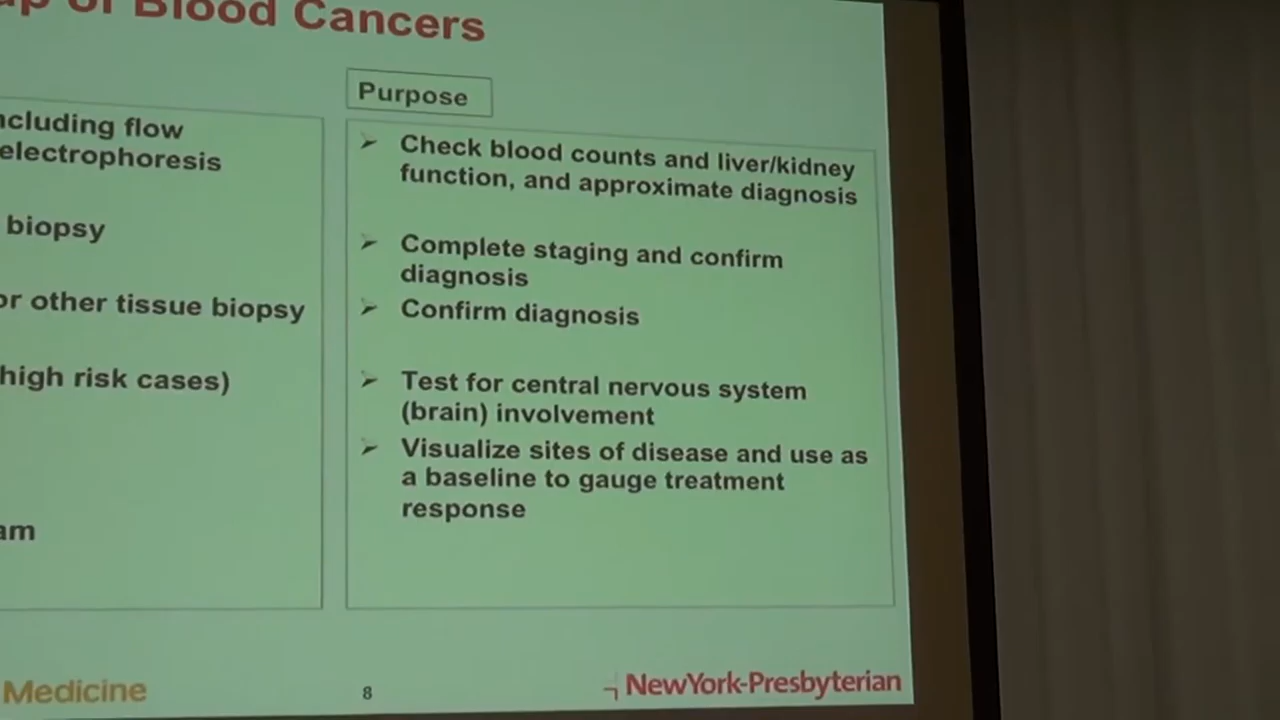 of Blood Cancers
flow
electrophoresis
biopsy
or other tissue biopsy
high risk cases)
Purpose
➢ Check blood counts and liver/kidney
function, and approximate diagnosis
➢ Complete staging and confirm
diagnosis
➢ Confirm diagnosis
➢ Test for central nervous system
(brain) involvement
➢ Visualize sites of disease and use as
a baseline to gauge treatment
response
Medicine
8
NewYork-Presbyterian